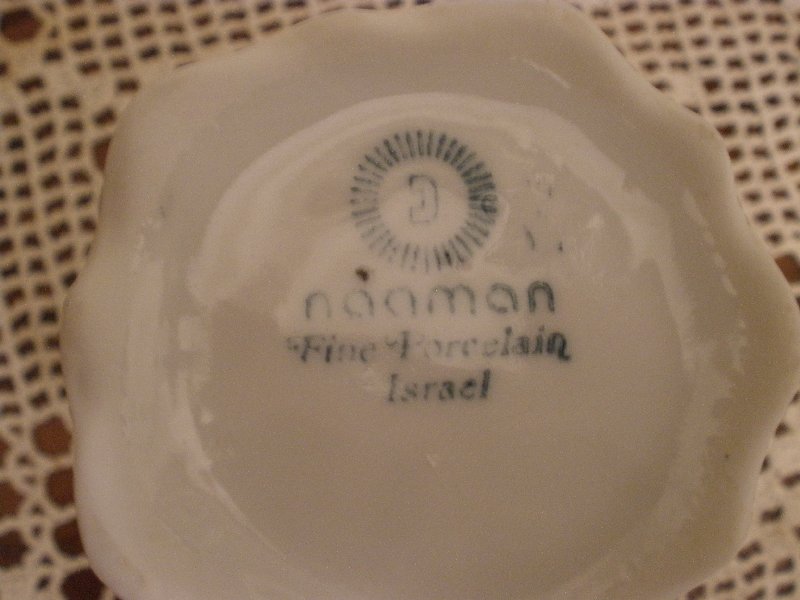 נ
naaman
Fine Porcelain
Israel